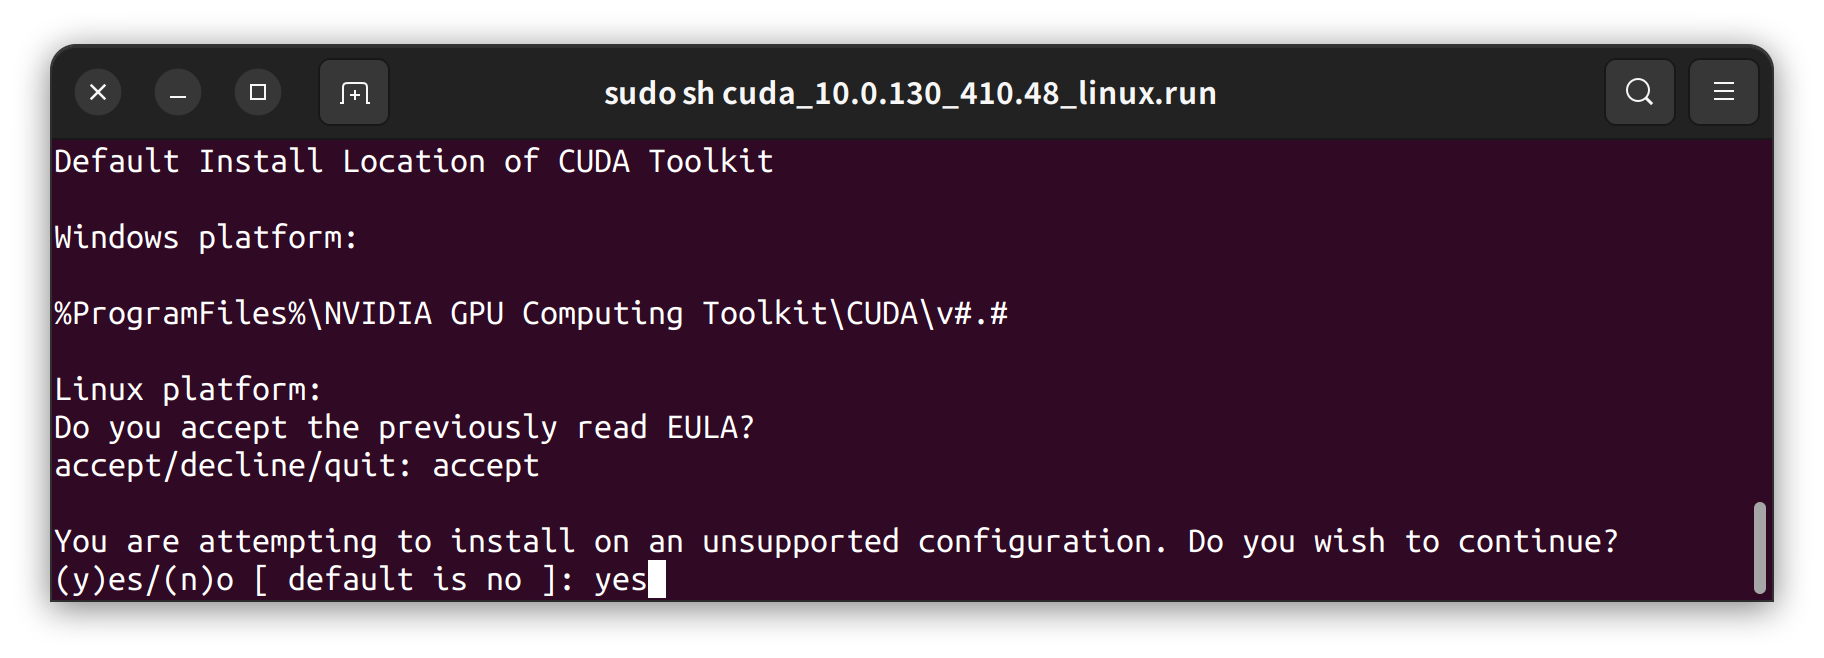 sudo sh cuda_10.0.130_410.48_linux.run
Default Install Location of CUDA Toolkit
Windows platform:
%ProgramFiles%\NVIDIA GPU Computing Toolkit\CUDA\v#.#
Linux platform:
Do you accept the previously read EULA?
accept/decline/quit: accept
You are attempting to install on an unsupported configuration. Do you wish to continue?
(y)es/(n)o [ default is no ]: yes